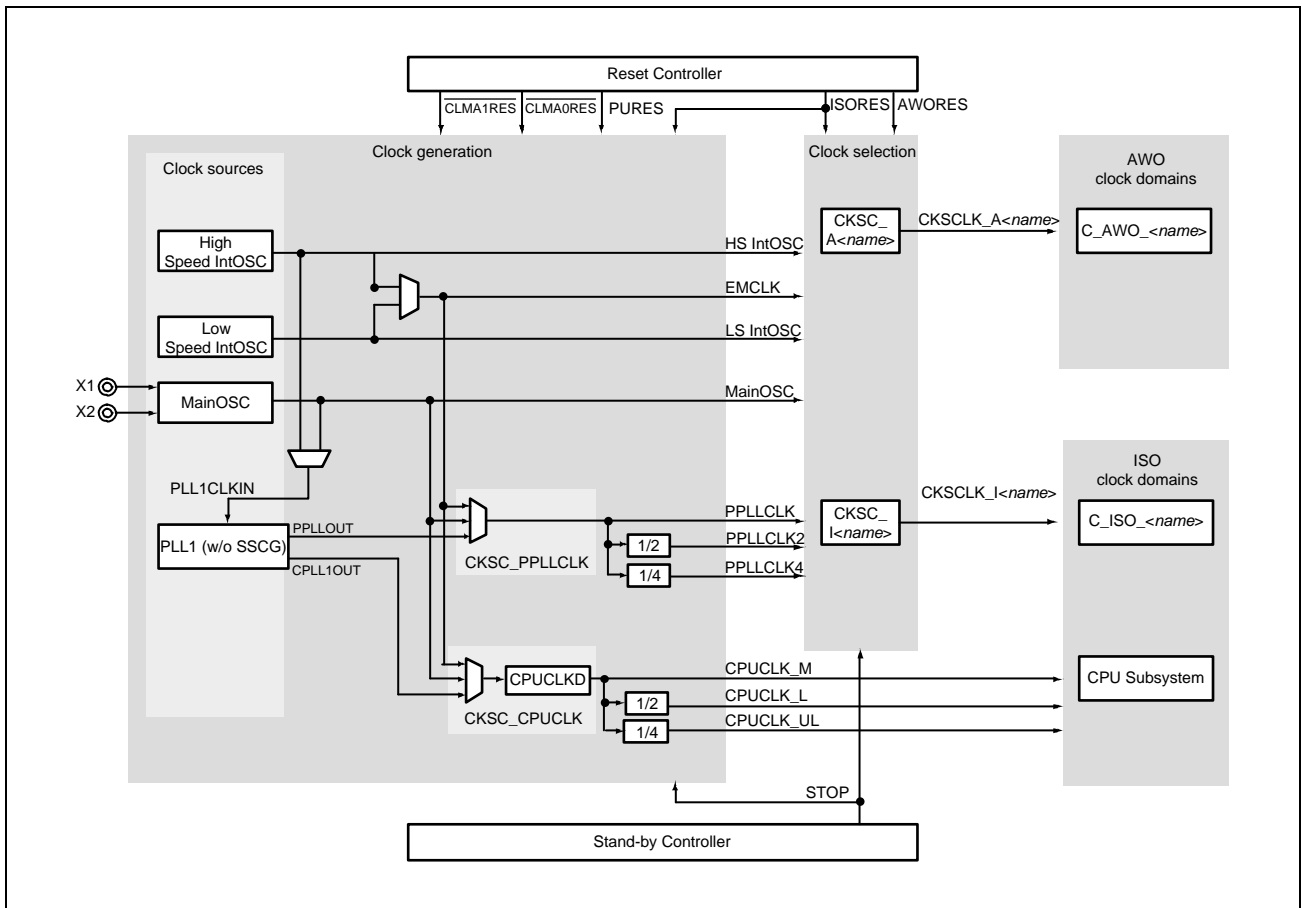 Reset Controller
CLMA1RES
CLMA0RES
PURES
ISORES
AWORES
Clock generation
Clock selection
AWO
clock domains
Clock sources
High
Speed IntOSC
HS IntOSC
CKSC_
A<name>
CKSCLK_A<name>
C_AWO_<name>
EMCLK
Low
Speed IntOSC
LS IntOSC
X1
X2
MainOSC
MainOSC
ISO
clock domains
PLL1CLKIN
PLL1 (w/o SSCG)
PPLLOUT
CPLL1OUT
CKSC_PPLLCLK
PPLLCLK
1/2
PPLLCLK2
1/4
PPLLCLK4
CKSC_
I<name>
CKSCLK_I<name>
C_ISO_<name>
CPUCLKD
CKSC_CPUCLK
CPUCLK_M
1/2
CPUCLK_L
1/4
CPUCLK_UL
CPU Subsystem
STOP
Stand-by Controller